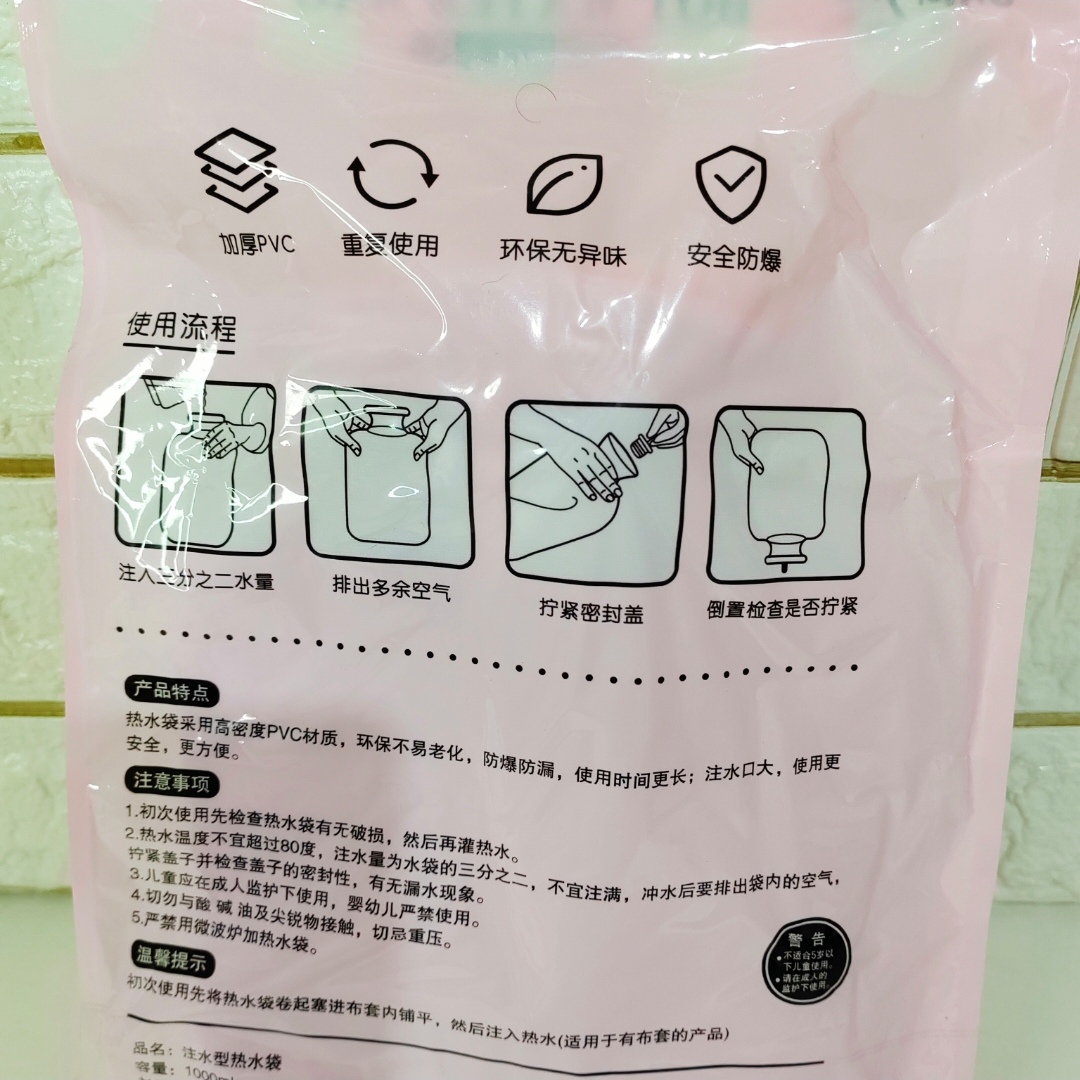 加厚PVC
重复使用
环保无异味
安全防爆
使用流程
注入三分之二水量
排出多余空气
拧紧密封盖
倒置检查是否拧紧
产品特点
热水袋采用高密度PVC材质，环保不易老化，防爆防漏，使用时间更长；注水口大，使用更
安全，更方便。
注意事项
1.初次使用先检查热水袋有无破损，然后再灌热水。
2.热水温度不宜超过80度，注水量为水袋的三分之二，不宜注满，冲水后要排出袋内的空气，
拧紧盖子并检查盖子的密封性，有无漏水现象。
3.儿童应在成人监护下使用，婴幼儿严禁使用。
4.切勿与酸 碱 油及尖锐物接触，切忌重压。
5.严禁用微波炉加热水袋。
警告
不适合5岁以
下儿童使用。
请在成人的
监护下使用。
温馨提示
初次使用先将热水袋卷起塞进布套内铺平，然后注入热水(适用于有布套的产品)
品名：注水型热水袋
容量：1000ml